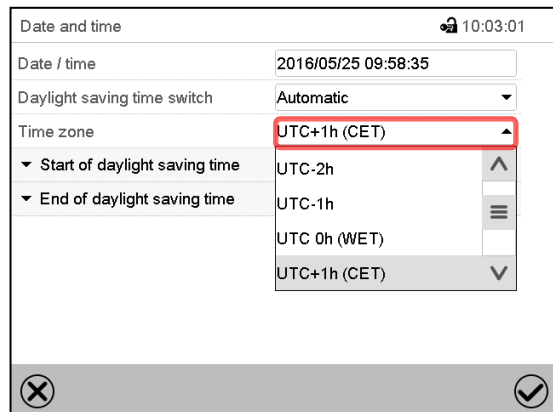 Date and time 10:03:01
Date / time 2016/05/25 09:58:35
Daylight saving time switch Automatic
Time zone UTC+1h (CET)
Start of daylight saving time UTC-2h
End of daylight saving time UTC-1h
UTC 0h (WET)
UTC+1h (CET)